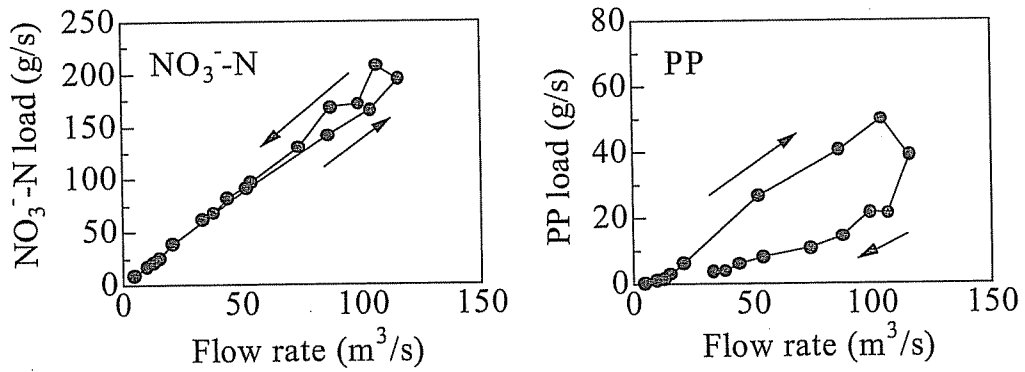 250
200
150
100
50
0
NO₃⁻-N load (g/s)
NO₃⁻-N
0 50 100 150
Flow rate (m³/s)
80
60
40
20
0
PP load (g/s)
PP
0 50 100 150
Flow rate (m³/s)